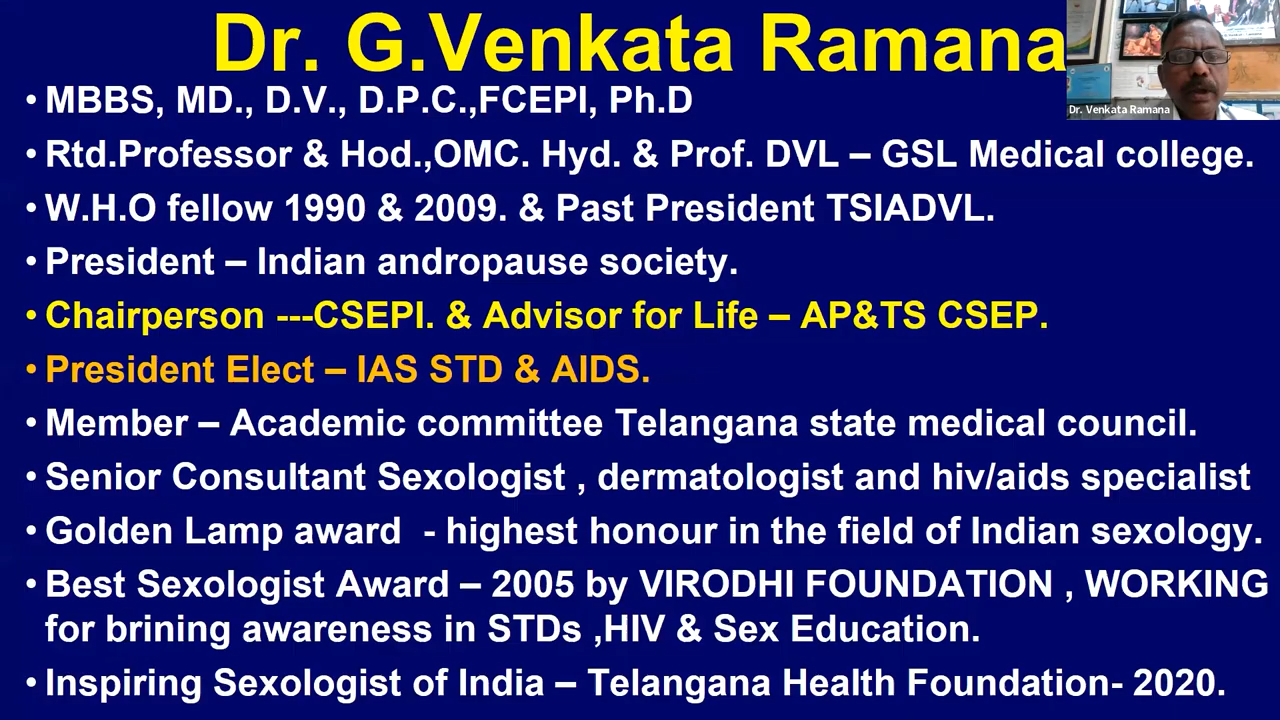 Dr. G.Venkata Ramana
Dr. Venkata Ramana
• MBBS, MD., D.V., D.P.C.,FCEPI, Ph.D
• Rtd.Professor & Hod.,OMC. Hyd. & Prof. DVL – GSL Medical college.
• W.H.O fellow 1990 & 2009. & Past President TSIADVL.
• President – Indian andropause society.
• Chairperson ---CSEPI. & Advisor for Life – AP&TS CSEP.
• President Elect – IAS STD & AIDS.
• Member – Academic committee Telangana state medical council.
• Senior Consultant Sexologist , dermatologist and hiv/aids specialist
• Golden Lamp award - highest honour in the field of Indian sexology.
• Best Sexologist Award – 2005 by VIRODHI FOUNDATION , WORKING
for brining awareness in STDs ,HIV & Sex Education.
• Inspiring Sexologist of India – Telangana Health Foundation- 2020.